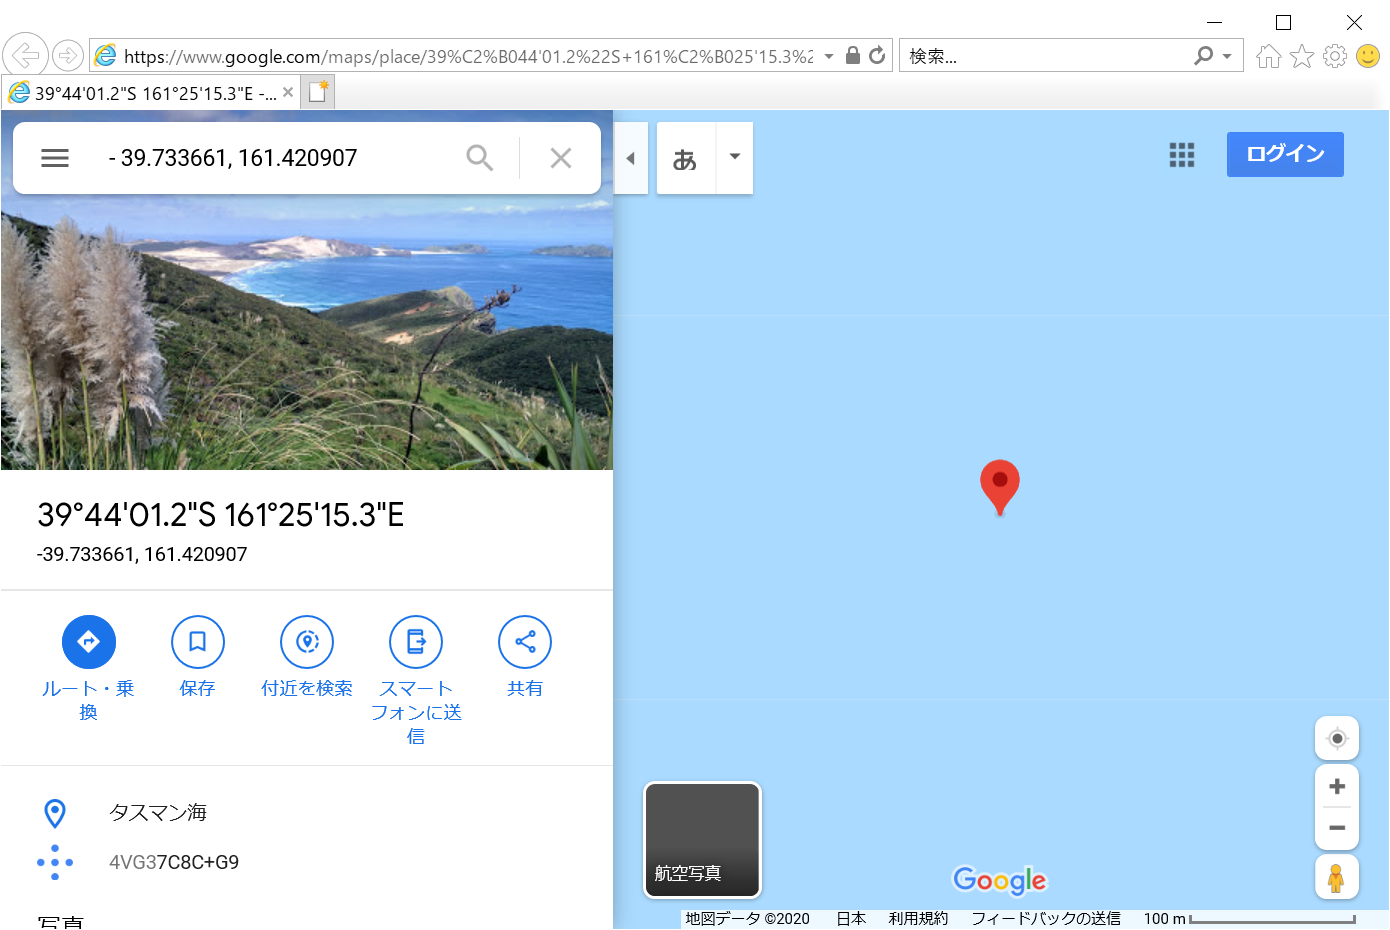 https://www.google.com/maps/place/39%C2%B044'01.2%22S+161%C2%B025'15.3%2
検索...
39°44'01.2"S 161°25'15.3"E -...
- 39.733661, 161.420907
あ
ログイン
39°44'01.2"S 161°25'15.3"E
-39.733661, 161.420907
ルート・乗
換
保存
付近を検索
スマート
フォンに送
信
共有
タスマン海
4VG37C8C+G9
写真
航空写真
Google
地図データ ©2020 日本 利用規約 フィードバックの送信 100 m